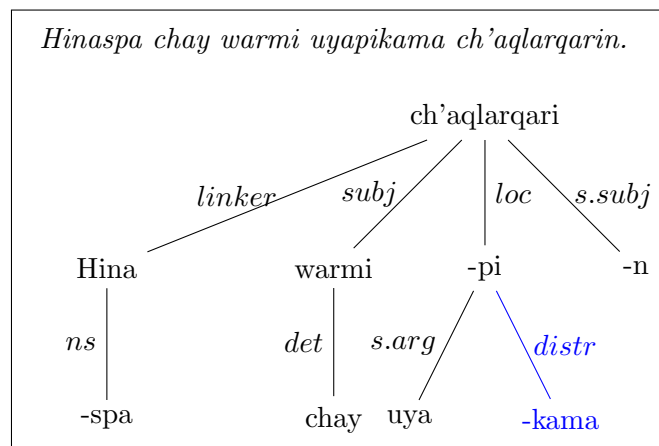 Hinaspa chay warmi uyapikama ch'aqlarqarin.
ch'aqlarqari
linker subj loc s.subj
Hina warmi -pi -n
ns det s.arg distr
-spa chay uya -kama